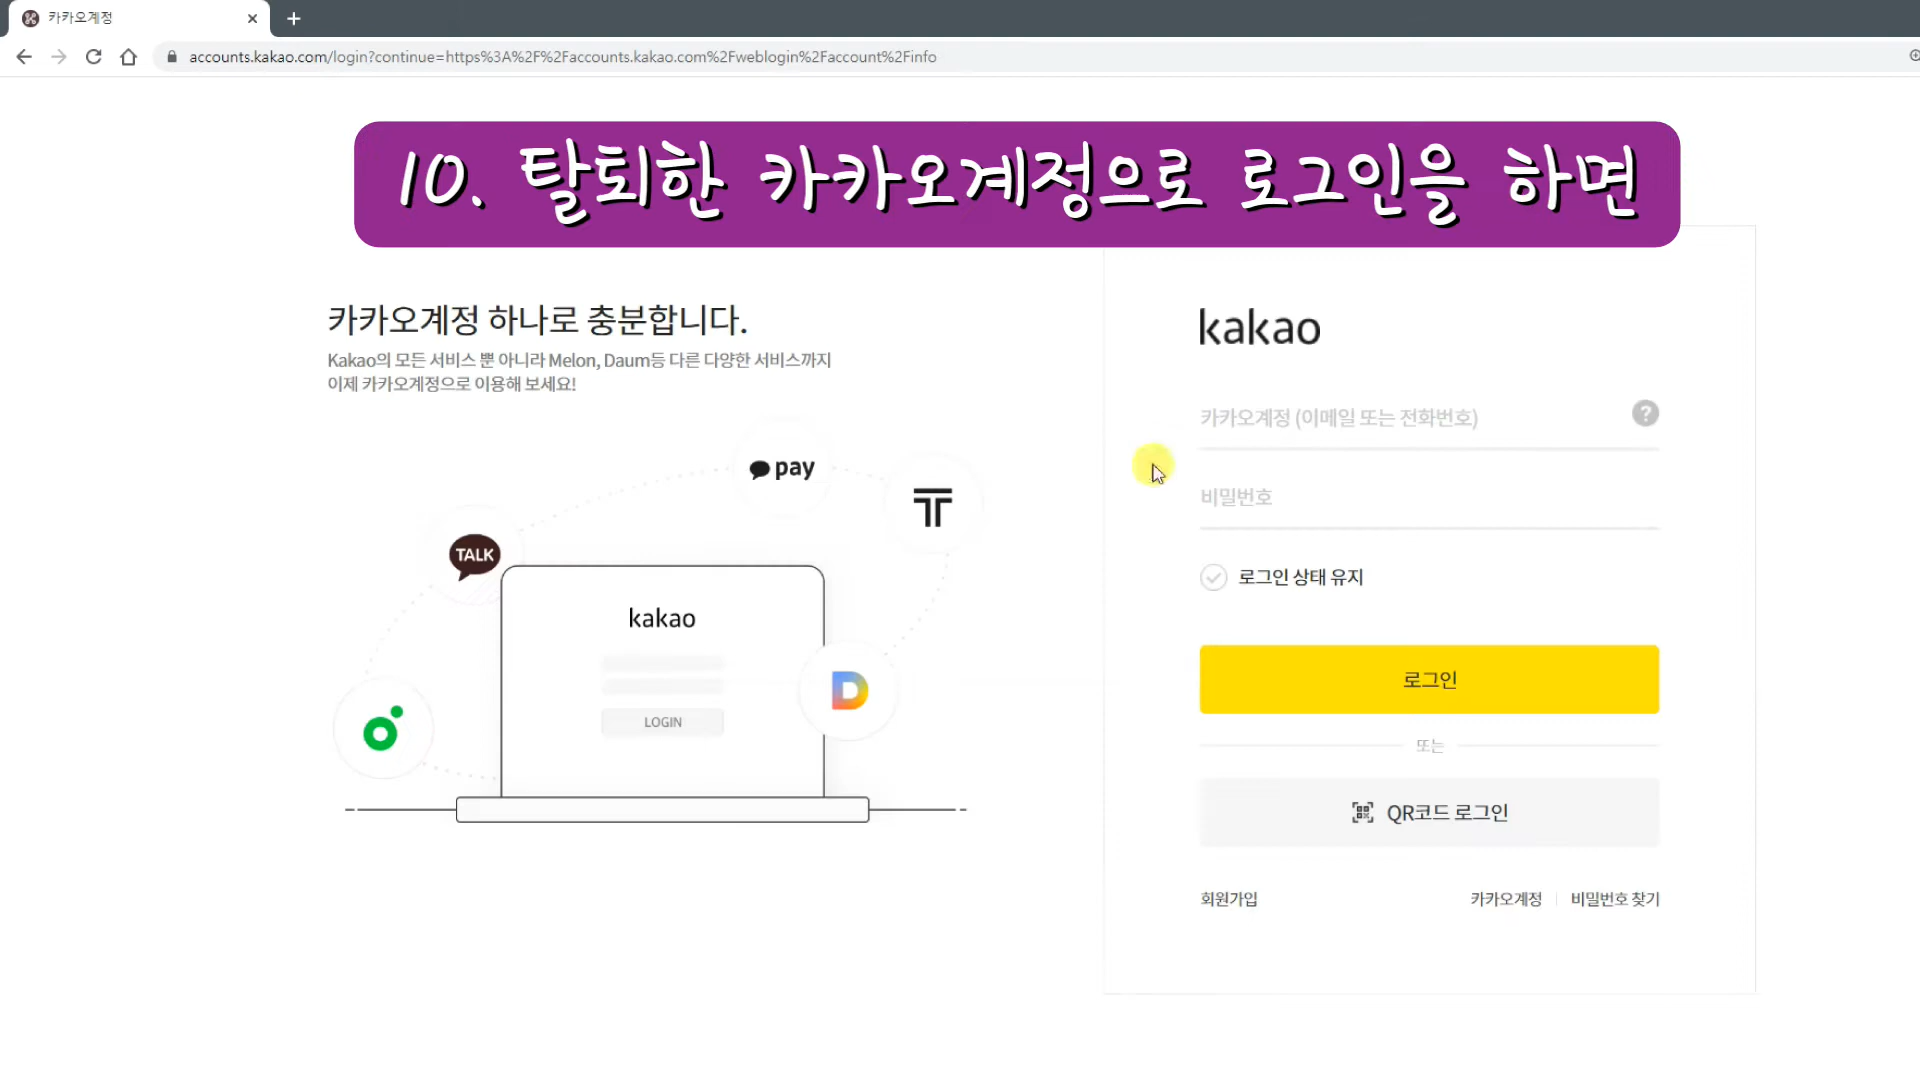 카카오계정
accounts.kakao.com/login?continue=https%3A%2F%2Faccounts.kakao.com%2Fweblogin%2Faccount%2Finfo
10. 탈퇴한 카카오계정으로 로그인을 하면
카카오계정 하나로 충분합니다.
Kakao의 모든 서비스 뿐 아니라 Melon, Daum등 다른 다양한 서비스까지
이제 카카오계정으로 이용해 보세요!
pay
T
TALK
kakao
D
LOGIN
kakao
카카오계정 (이메일 또는 전화번호)
?
비밀번호
로그인 상태 유지
로그인
또는
QR코드 로그인
회원가입
카카오계정 | 비밀번호 찾기